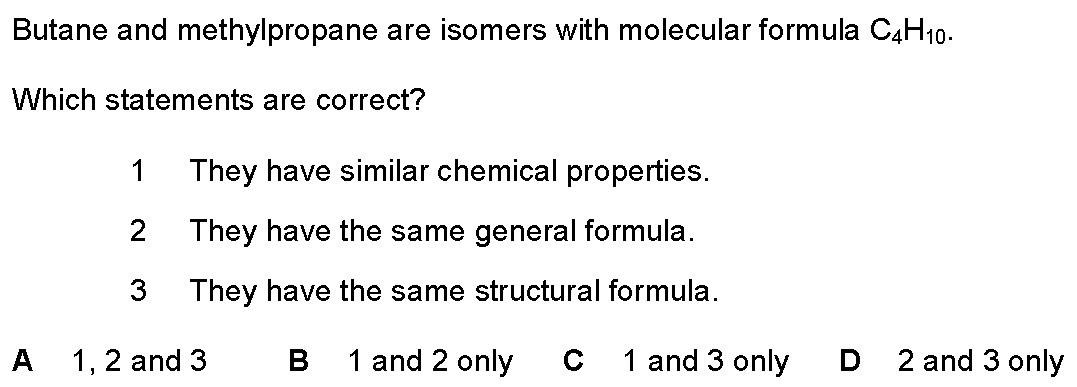 Butane and methylpropane are isomers with molecular formula C₄H₁₀.
Which statements are correct?
1 They have similar chemical properties.
2 They have the same general formula.
3 They have the same structural formula.
A 1, 2 and 3 B 1 and 2 only C 1 and 3 only D 2 and 3 only